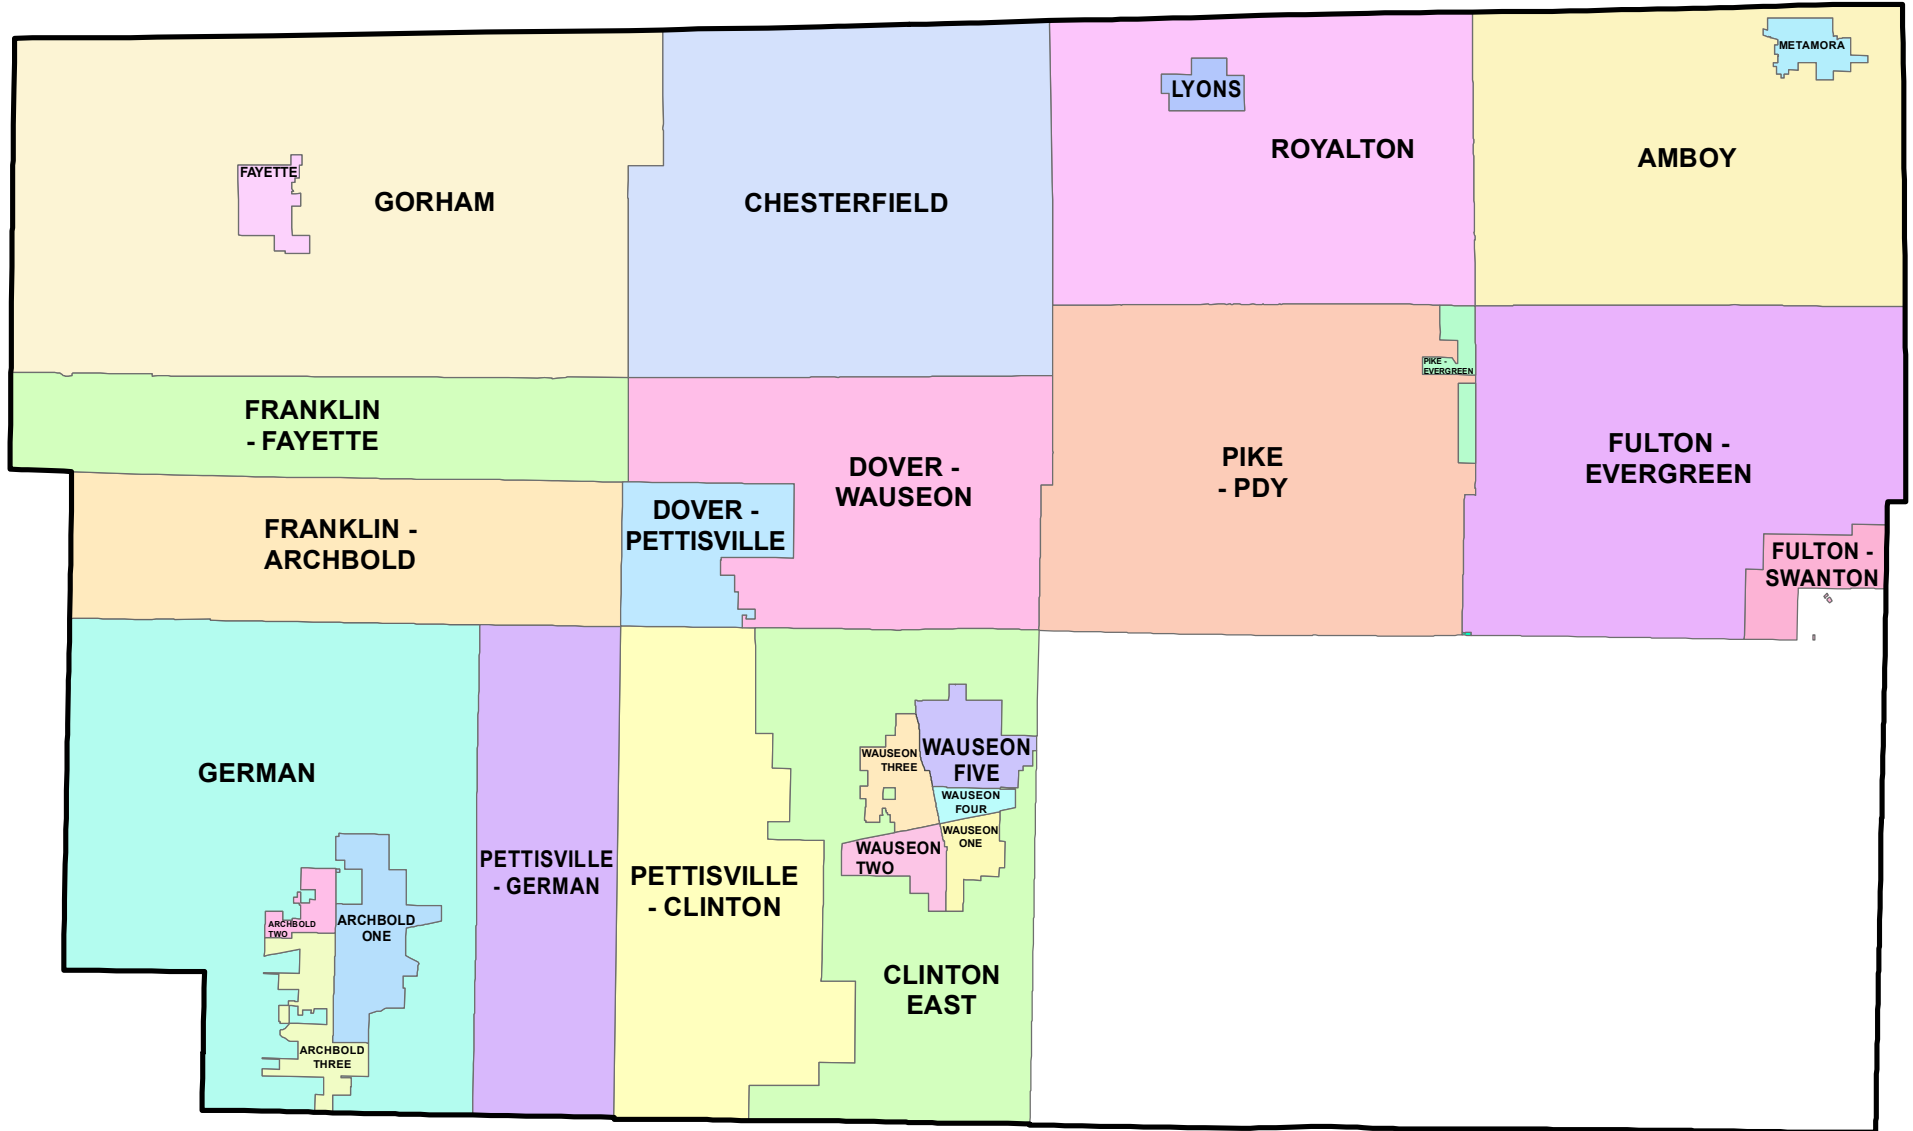 METAMORA
LYONS
ROYALTON
AMBOY
FAYETTE
GORHAM
CHESTERFIELD
PIKE -
EVERGREEN
FRANKLIN
- FAYETTE
DOVER -
WAUSEON
PIKE
- PDY
FULTON -
EVERGREEN
FRANKLIN -
ARCHBOLD
DOVER -
PETTISVILLE
FULTON -
SWANTON
GERMAN
WAUSEON
THREE
WAUSEON
FIVE
WAUSEON
FOUR
WAUSEON
ONE
WAUSEON
TWO
PETTISVILLE
- GERMAN
PETTISVILLE
- CLINTON
ARCHBOLD
TWO
ARCHBOLD
ONE
CLINTON
EAST
ARCHBOLD
THREE